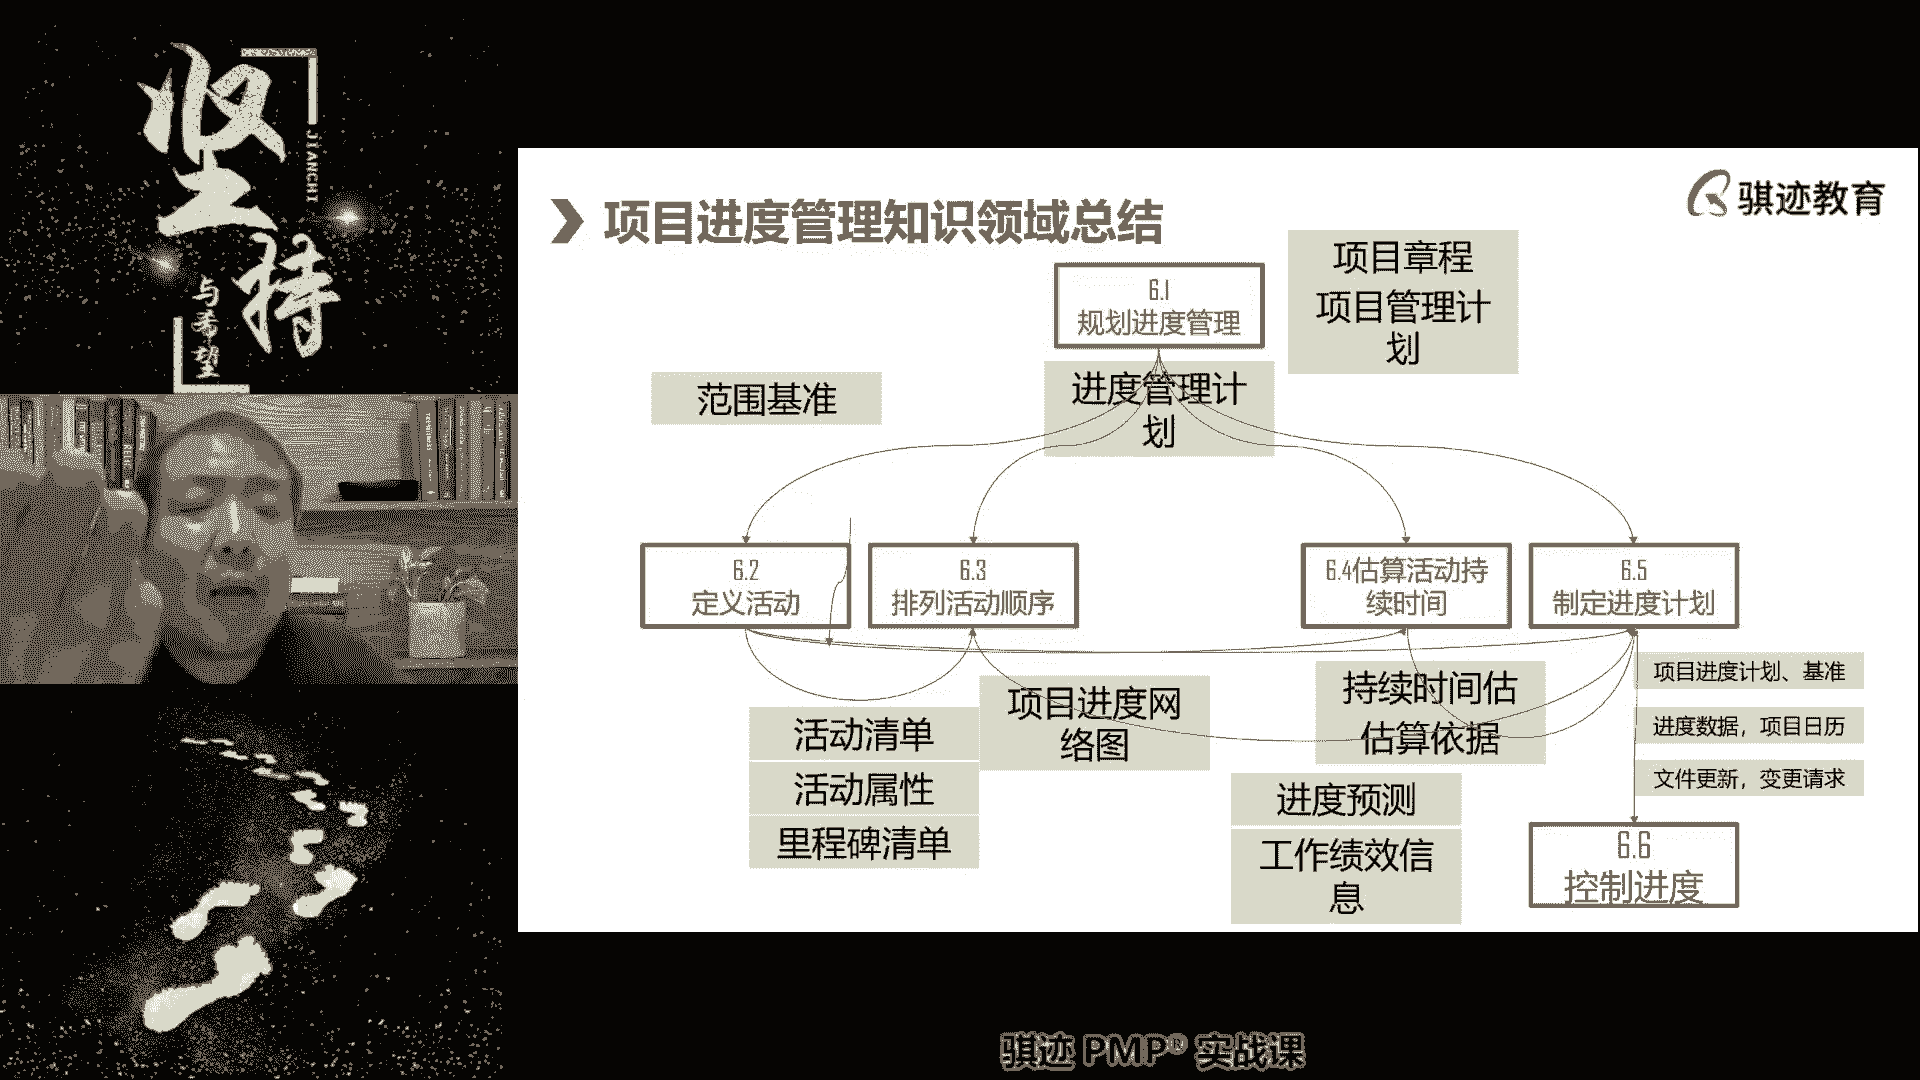 坚持
JIANCHI
与希望
骐迹教育
项目进度管理知识领域总结
6.1
规划进度管理
项目章程
项目管理计
划
范围基准
进度管理计
划
6.2
定义活动
6.3
排列活动顺序
6.4估算活动持
续时间
6.5
制定进度计划
活动清单
活动属性
里程碑清单
项目进度网
络图
持续时间估
估算依据
项目进度计划、基准
进度数据，项目日历
文件更新，变更请求
进度预测
工作绩效信
息
6.6
控制进度
骐迹 PMP® 实战课